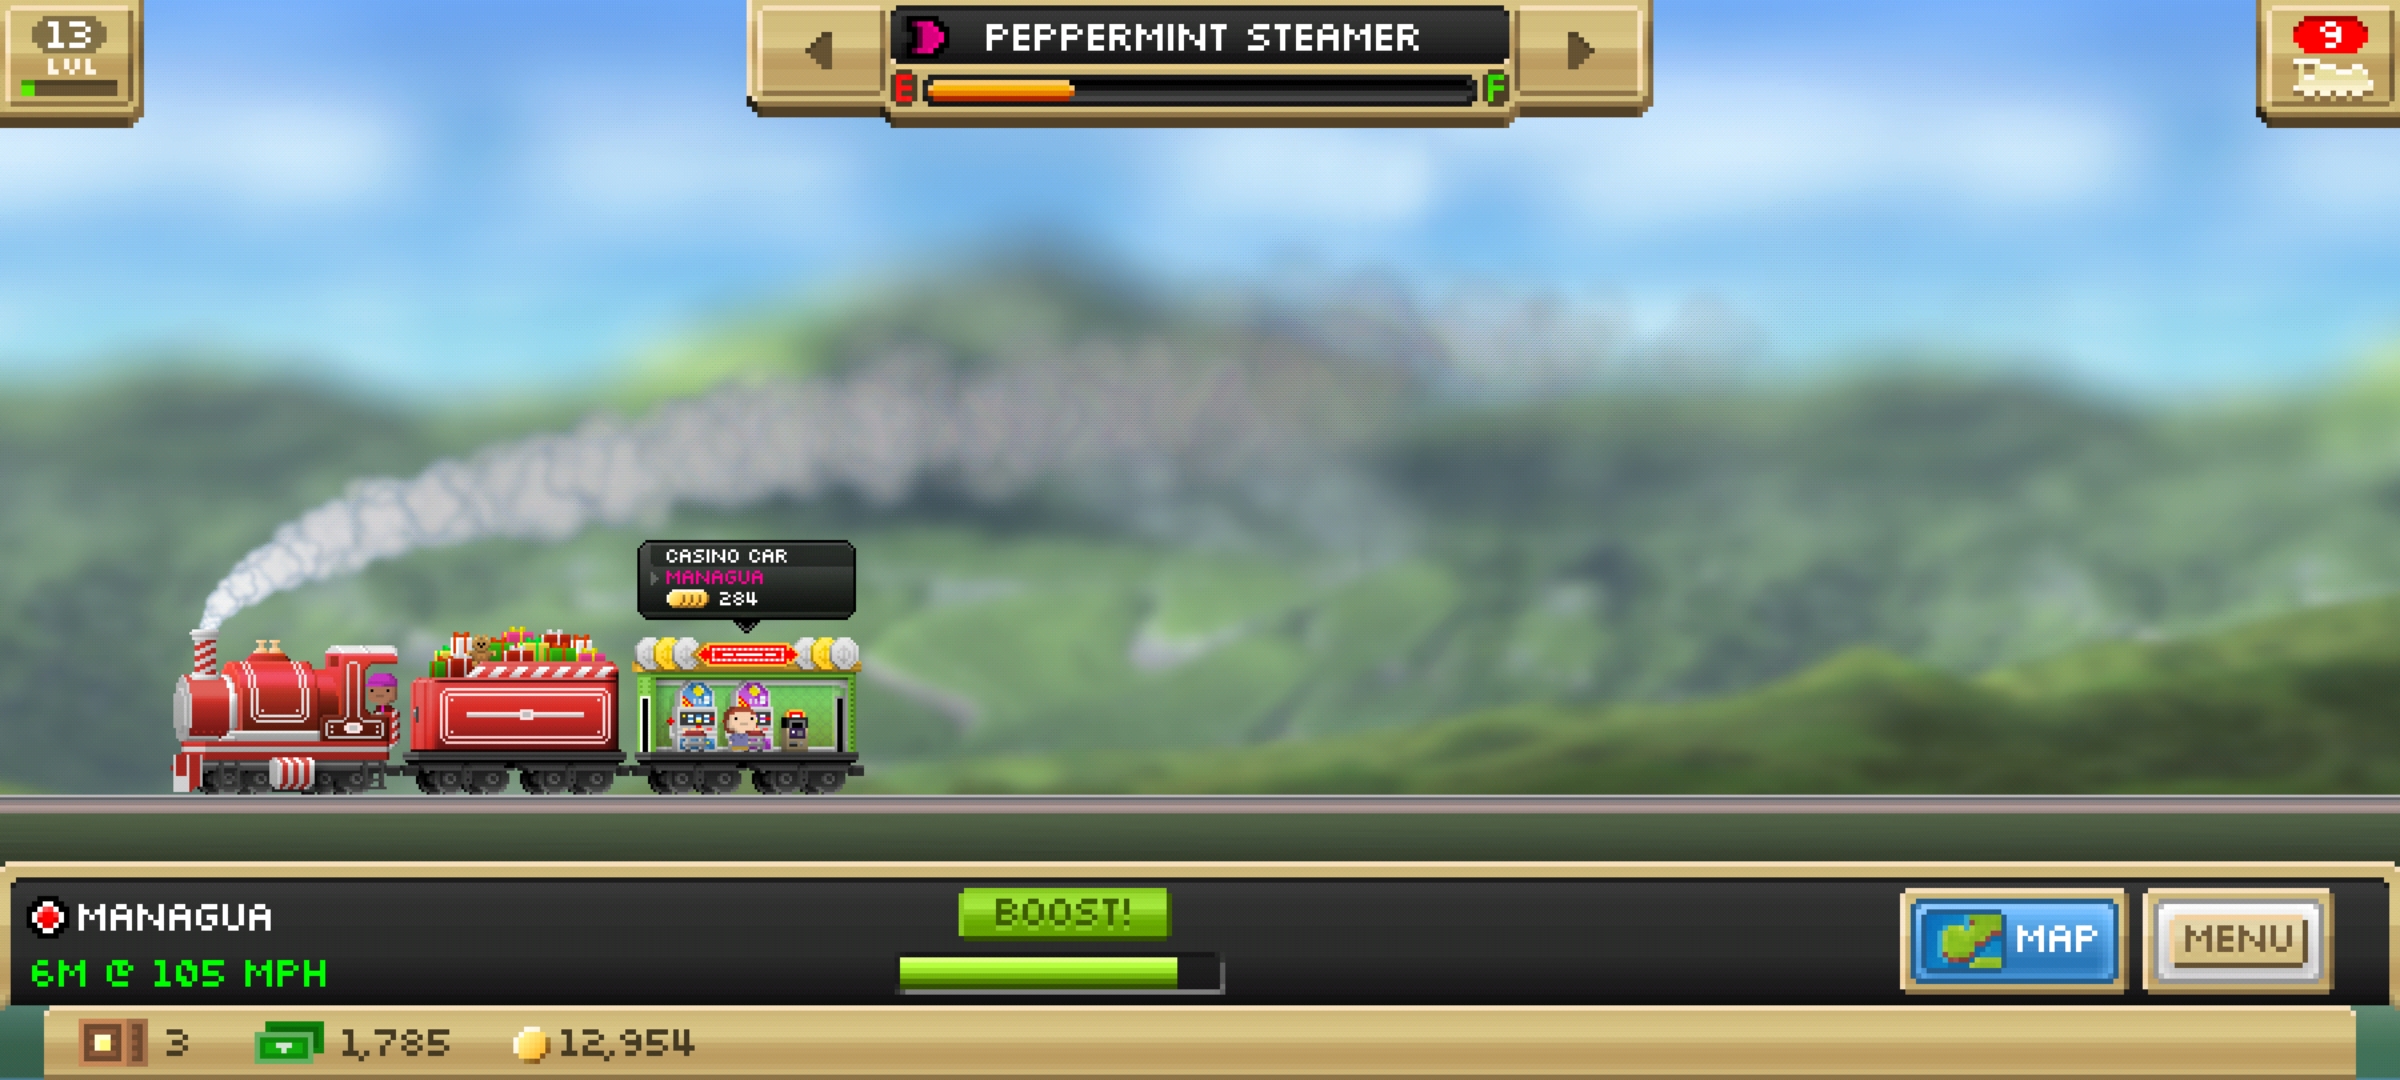 13
LVL
PEPPERMINT STEAMER
E F
9
CASINO CAR
MANAGUA
284
MANAGUA
6M @ 105 MPH
BOOST!
MAP
MENU
3
1,785
12,954